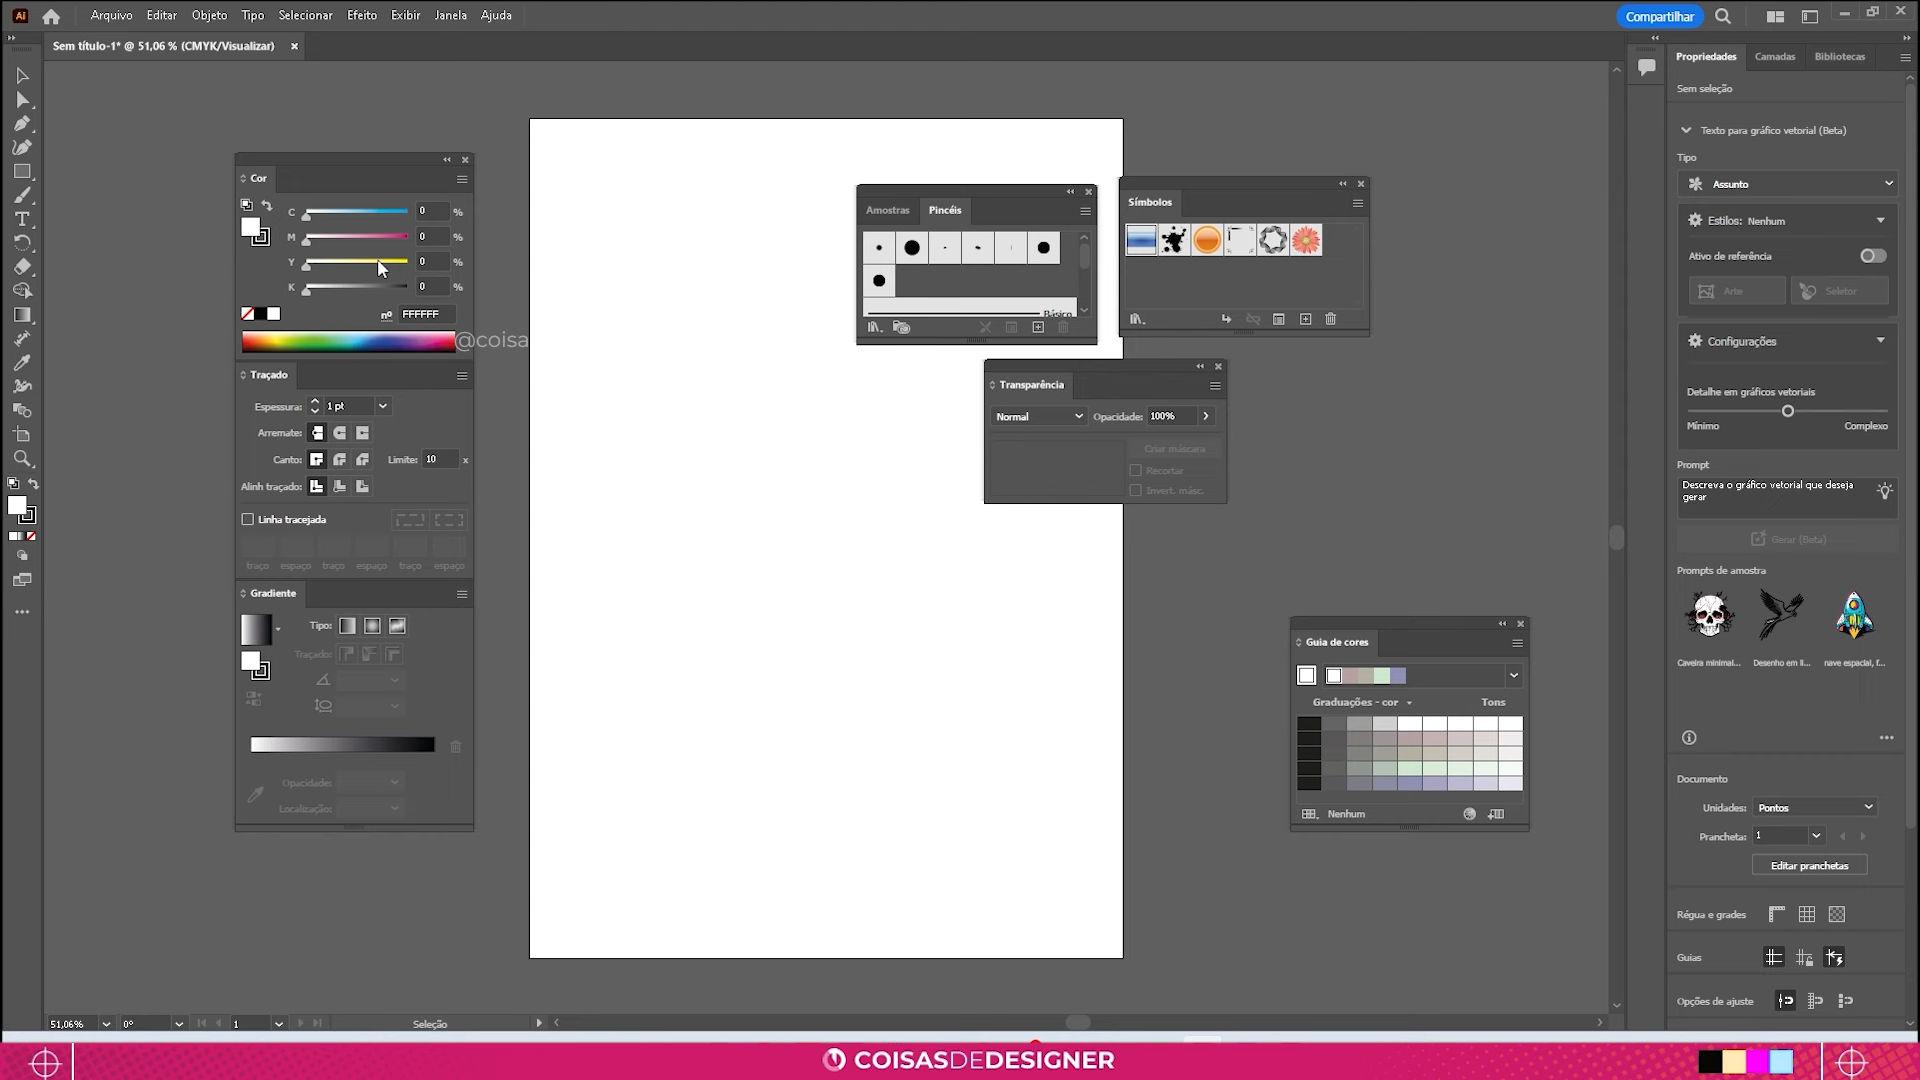 Ai
Arquivo Editar Objeto Tipo Selecionar Efeito Exibir Janela Ajuda
Compartilhar
Sem título-1* @ 51,06 % (CMYK/Visualizar)
Cor
C 0 %
M 0 %
Y 0 %
K 0 %
nº FFFFFF
@coisa
Traçado
Espessura: 1 pt
Arremate:
Canto: Limite: 10 x
Alinh traçado:
Linha tracejada
traço espaço traço espaço traço espaço
Gradiente
Tipo:
Traçado:
Opacidade:
Localização:
Amostras Pincéis
Básico
Símbolos
Transparência
Normal Opacidade: 100%
Criar máscara
Recortar
Invert. másc.
Guia de cores
Graduações - cor Tons
Nenhum
Propriedades Camadas Bibliotecas
Sem seleção
Texto para gráfico vetorial (Beta)
Tipo
Assunto
Estilos: Nenhum
Ativo de referência
Arte Seletor
Configurações
Detalhe em gráficos vetoriais
Mínimo Complexo
Prompt
Descreva o gráfico vetorial que deseja
gerar
Gerar (Beta)
Prompts de amostra
Caveira minimal... Desenho em li... nave espacial, f...
Documento
Unidades: Pontos
Prancheta: 1
Editar pranchetas
Régua e grades
Guias
Opções de ajuste
51,06% 0° 1 Seleção
COISASDEDESIGNER